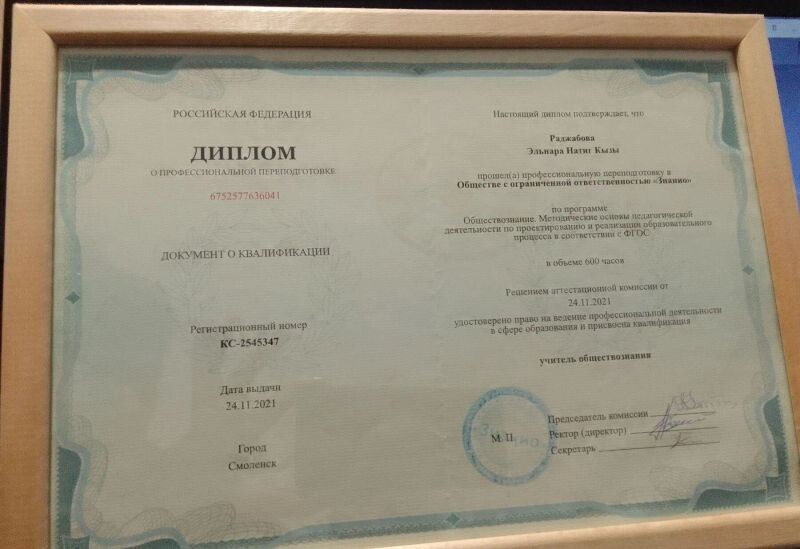 РОССИЙСКАЯ ФЕДЕРАЦИЯ
ДИПЛОМ
О ПРОФЕССИОНАЛЬНОЙ ПЕРЕПОДГОТОВКЕ
6752577636041
ДОКУМЕНТ О КВАЛИФИКАЦИИ
Регистрационный номер
КС-2545347
Дата выдачи
24.11.2021
Город
Смоленск
Настоящий диплом подтверждает, что
Раджабова
Эльнара Натиг Кызы
прошел(а) профессиональную переподготовку в
Обществе с ограниченной ответственностью «Знанио»
по программе
Обществознание. Методические основы педагогической
деятельности по проектированию и реализации образовательного
процесса в соответствии с ФГОС
в объеме 600 часов
Решением аттестационной комиссии от
24.11.2021
удостоверено право на ведение профессиональной деятельности
в сфере образования и присвоена квалификация
учитель обществознания
Председатель комиссии
М. П. Ректор (директор)
Секретарь
Знанио